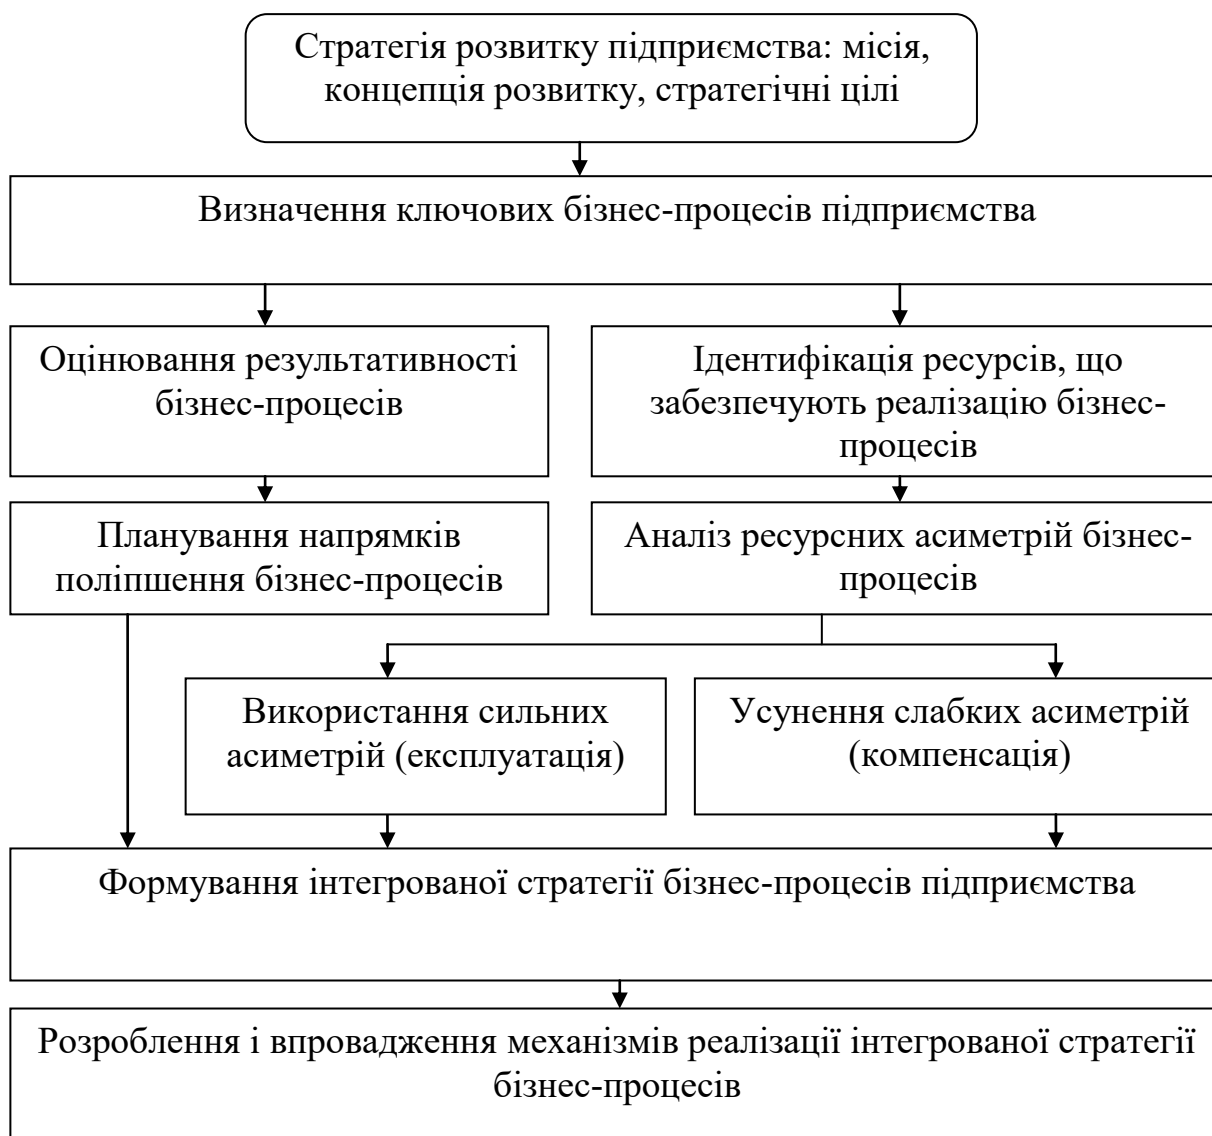 Стратегія розвитку підприємства: місія,
концепція розвитку, стратегічні цілі
Визначення ключових бізнес-процесів підприємства
Оцінювання результативності
бізнес-процесів
Ідентифікація ресурсів, що
забезпечують реалізацію бізнес-
процесів
Планування напрямків
поліпшення бізнес-процесів
Аналіз ресурсних асиметрій бізнес-
процесів
Використання сильних
асиметрій (експлуатація)
Усунення слабких асиметрій
(компенсація)
Формування інтегрованої стратегії бізнес-процесів підприємства
Розроблення і впровадження механізмів реалізації інтегрованої стратегії
бізнес-процесів